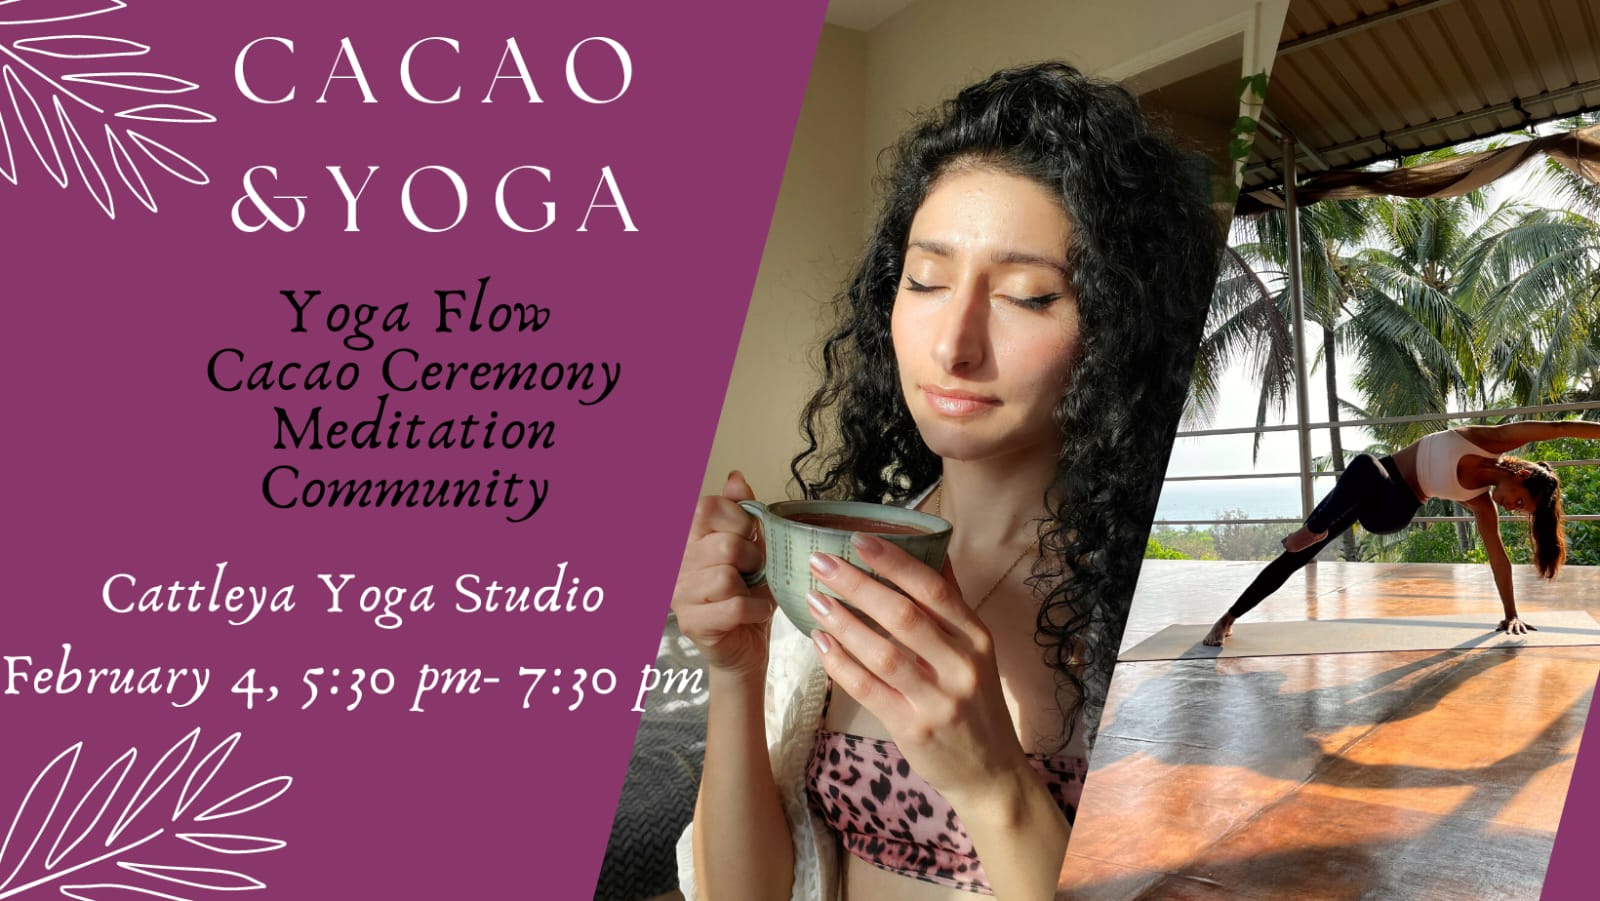 CACAO
&YOGA
Yoga Flow
Cacao Ceremony
Meditation
Community
Cattleya Yoga Studio
February 4, 5:30 pm- 7:30 pm